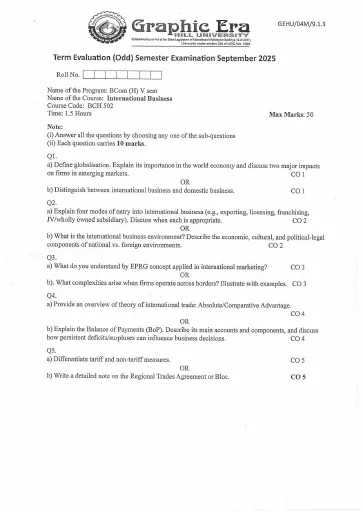 GEHU/04M/9.1.3
Graphic Era
HILL UNIVERSITY
University under section 2(f) of UGC Act, 1956
Term Evaluation (Odd) Semester Examination September 2025
Roll No.
Name of the Program: BCom (H) V sem
Name of the Course: International Business
Course Code: BCH 502
Time: 1.5 Hours Max Marks: 50
Note:
(i) Answer all the questions by choosing any one of the sub-questions
(ii) Each question carries 10 marks.
Q1.
a) Define globalisation. Explain its importance in the world economy and discuss two major impacts
on firms in emerging markets. CO 1
OR
b) Distinguish between international business and domestic business. CO 1
Q2.
a) Explain four modes of entry into international business (e.g., exporting, licensing, franchising,
JV/wholly owned subsidiary). Discuss when each is appropriate. CO 2
OR
b) What is the international business environment? Describe the economic, cultural, and political-legal
components of national vs. foreign environments. CO 2
Q3.
a) What do you understand by EPRG concept applied in international marketing? CO 3
OR
b). What complexities arise when firms operate across borders? Illustrate with examples. CO 3
Q4.
a) Provide an overview of theory of international trade: Absolute/Comparative Advantage.
CO 4
OR
b) Explain the Balance of Payments (BoP). Describe its main accounts and components, and discuss
how persistent deficits/surpluses can influence business decisions. CO 4
Q5.
a) Differentiate tariff and non-tariff measures. CO 5
OR
b) Write a detailed note on the Regional Trades Agreement or Bloc. CO 5